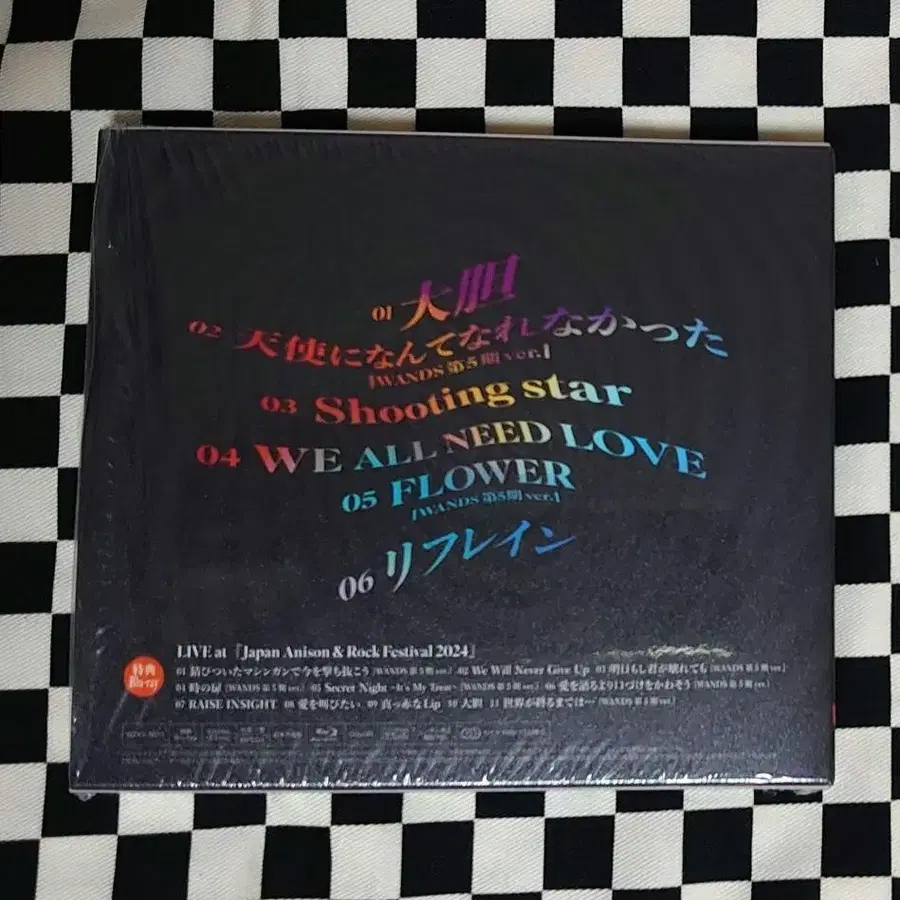 01 大胆
02 天使になんてなれなかった
[WANDS 第5期 ver.]
03 Shooting star
04 WE ALL NEED LOVE
05 FLOWER
[WANDS 第5期 ver.]
06 リフレイン
特典
Blu-ray
LIVE at「Japan Anison & Rock Festival 2024」
01 錆びついたマシンガンで今を撃ち抜こう [WANDS 第5期 ver.] 02 We Will Never Give Up 03 明日もし君が壊れても [WANDS 第5期 ver.]
04 時の扉 [WANDS 第5期 ver.] 05 Secret Night ~It's My Treat~ [WANDS 第5期 ver.] 06 愛を語るより口づけをかわそう [WANDS 第5期 ver.]
07 RAISE INSIGHT 08 愛を叫びたい 09 真っ赤なLip 10 大胆 11 世界が終るまでは… [WANDS 第5期 ver.]